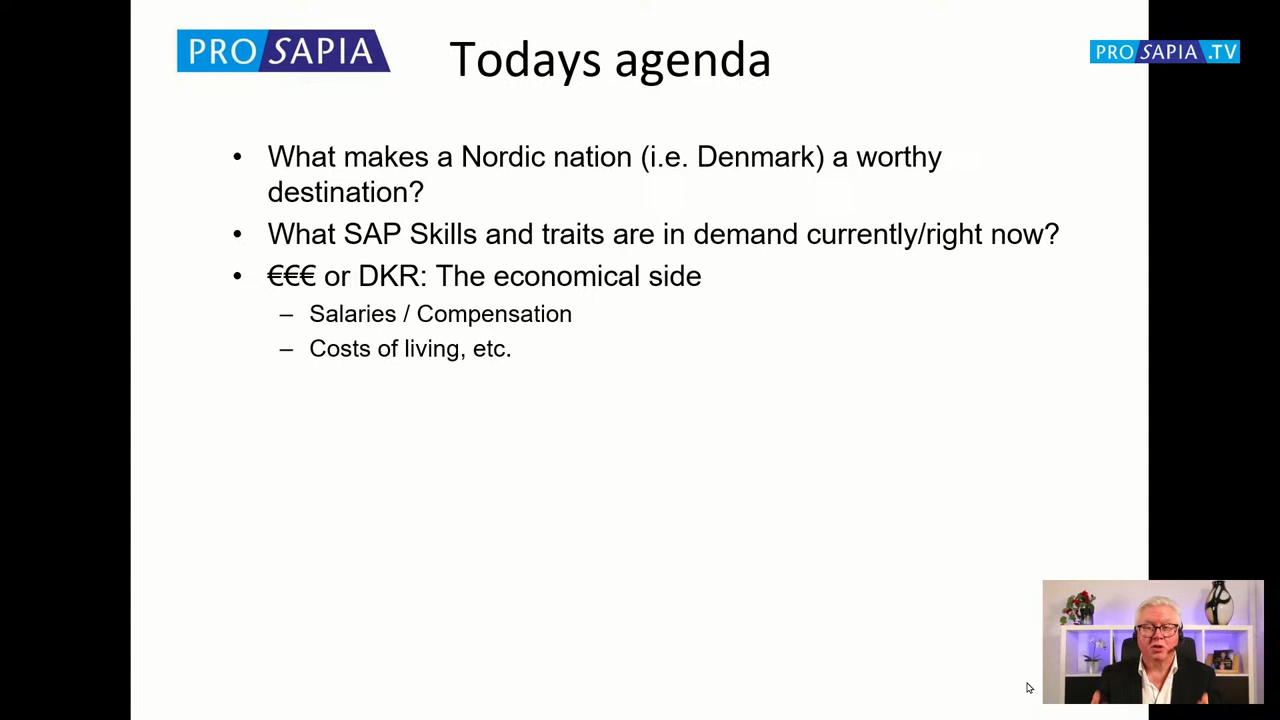 PRO SAPIA
Todays agenda
PRO SAPIA .TV
• What makes a Nordic nation (i.e. Denmark) a worthy
destination?
• What SAP Skills and traits are in demand currently/right now?
• €€€ or DKR: The economical side
– Salaries / Compensation
– Costs of living, etc.